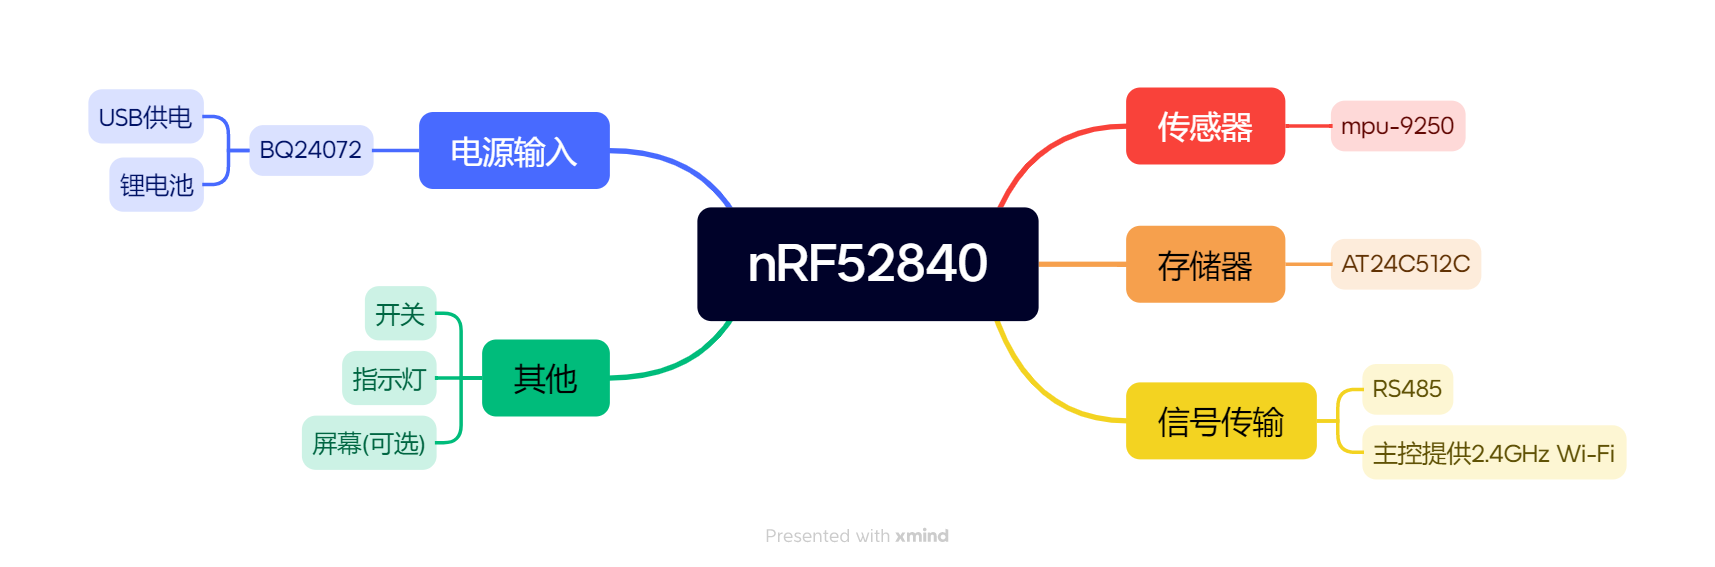 nRF52840
电源输入
BQ24072
USB供电
锂电池
其他
开关
指示灯
屏幕(可选)
传感器
mpu-9250
存储器
AT24C512C
信号传输
RS485
主控提供2.4GHz Wi-Fi
Presented with xmind